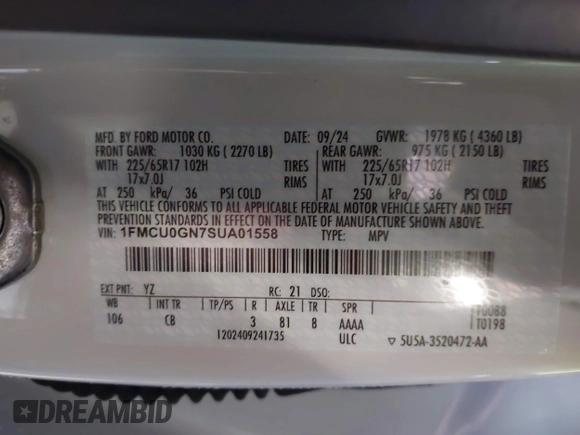 MFD. BY FORD MOTOR CO. DATE: 09/24 GVWR: 1978 KG ( 4360 LB)
FRONT GAWR: 1030 KG ( 2270 LB) REAR GAWR: 975 KG ( 2150 LB)
WITH 225/65R17 102H TIRES WITH 225/65R17 102H TIRES
17x7.0J RIMS 17x7.0J RIMS
AT 250 kPa/ 36 PSI COLD AT 250 kPa/ 36 PSI COLD
THIS VEHICLE CONFORMS TO ALL APPLICABLE FEDERAL MOTOR VEHICLE SAFETY AND THEFT
PREVENTION STANDARDS IN EFFECT ON THE DATE OF MANUFACTURE SHOWN ABOVE.
VIN: 1FMCU0GN7SUA01558 TYPE: MPV
EXT PNT: YZ RC: 21 DSO:
WB INT TR TP/PS R AXLE TR SPR T0088
106 CB 3 81 8 AAAA T0198
1202409241735 ULC ▽ 5U5A-3520472-AA
DREAMBID